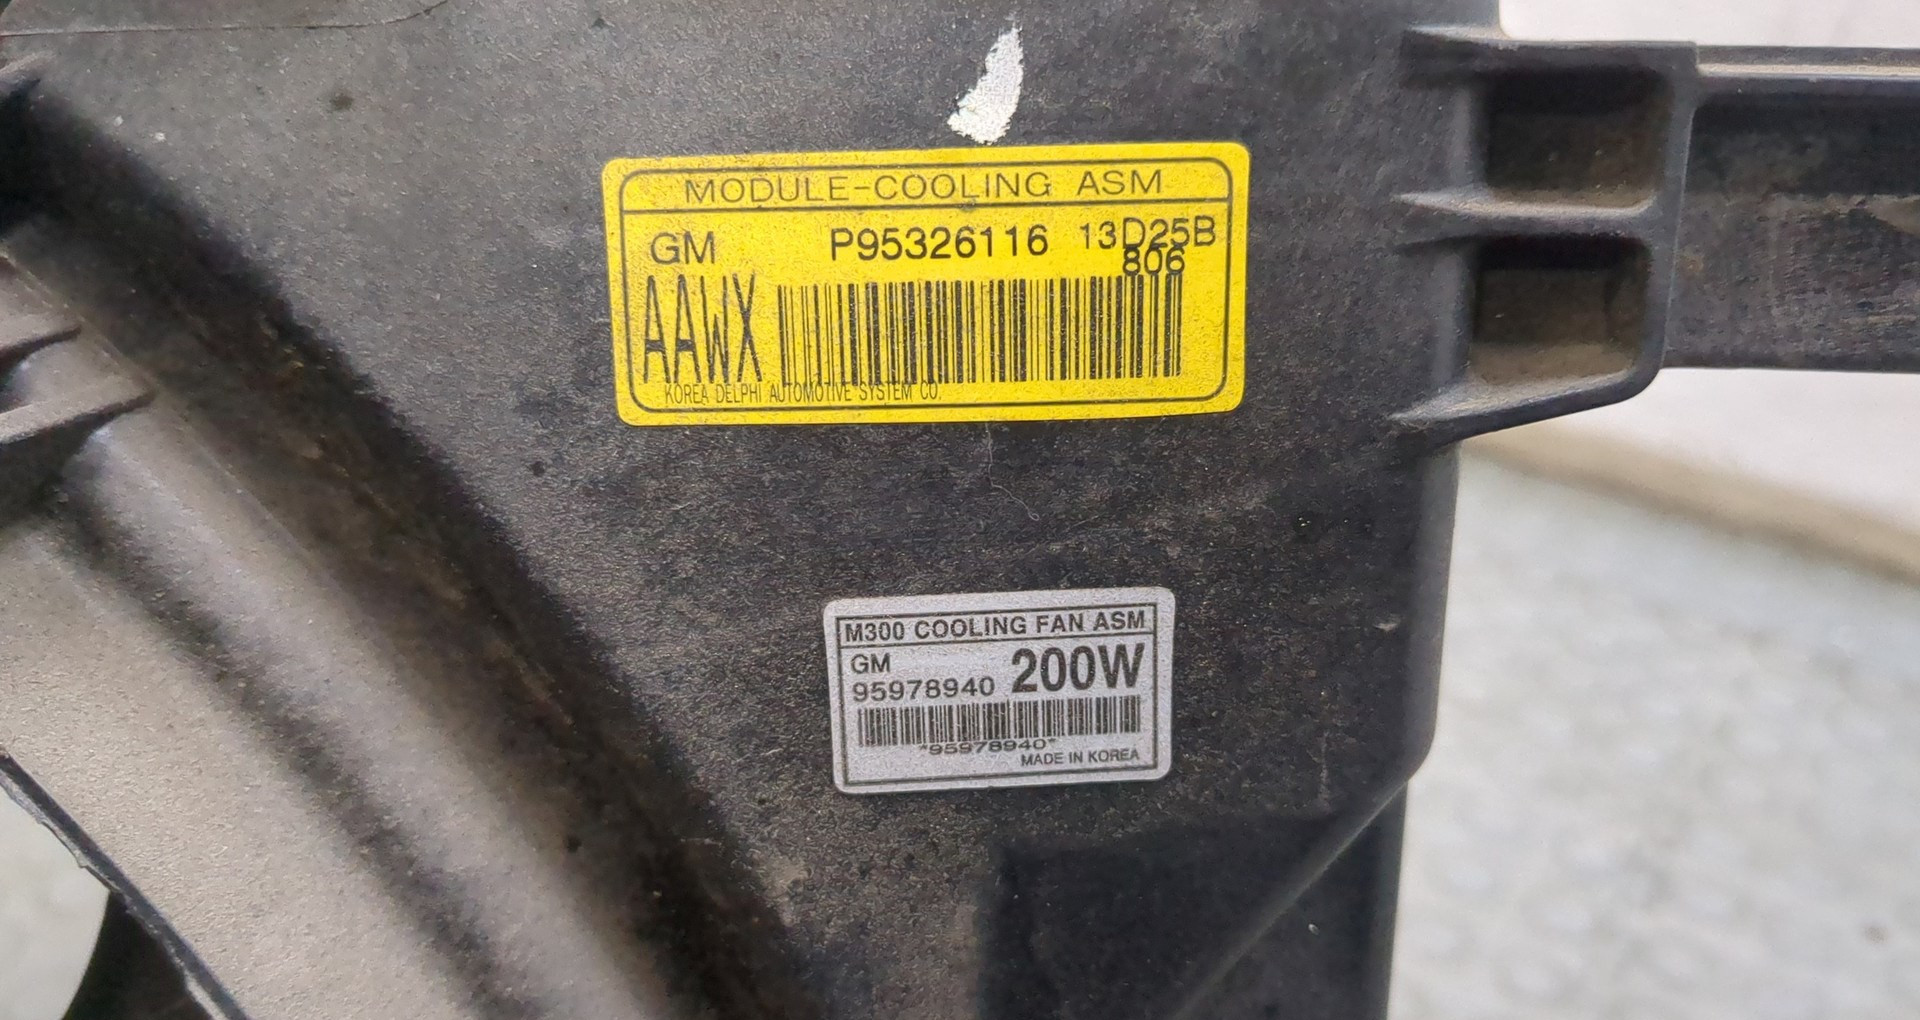 MODULE-COOLING ASM
GM P95326116 13D25B
806
AAWX
KOREA DELPHI AUTOMOTIVE SYSTEM CO.
M300 COOLING FAN ASM
GM
95978940 200W
*95978940*
MADE IN KOREA